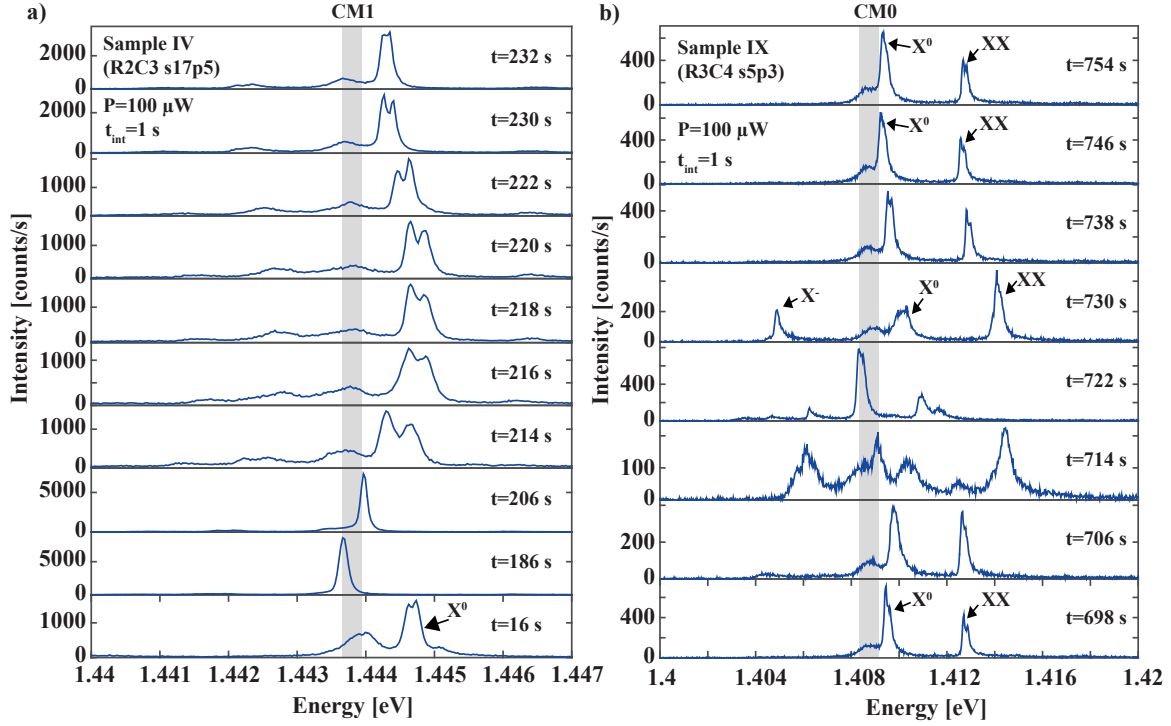 a)
CM1
Sample IV
(R2C3 s17p5)
P=100 µW
t_int=1 s
2000
0
t=232 s
2000
0
t=230 s
1000
0
t=222 s
1000
0
t=220 s
1000
0
t=218 s
1000
0
t=216 s
1000
0
t=214 s
5000
0
t=206 s
5000
0
t=186 s
1000
0
X⁰
t=16 s
Intensity [counts/s]
1.44 1.441 1.442 1.443 1.444 1.445 1.446 1.447
Energy [eV]
b)
CM0
Sample IX
(R3C4 s5p3)
P=100 µW
t_int=1 s
400
0
X⁰
XX
t=754 s
400
0
X⁰
XX
t=746 s
400
0
t=738 s
200
0
X⁻
X⁰
XX
t=730 s
400
0
t=722 s
100
0
t=714 s
200
0
t=706 s
400
0
X⁰
XX
t=698 s
Intensity [counts/s]
1.4 1.404 1.408 1.412 1.416 1.42
Energy [eV]